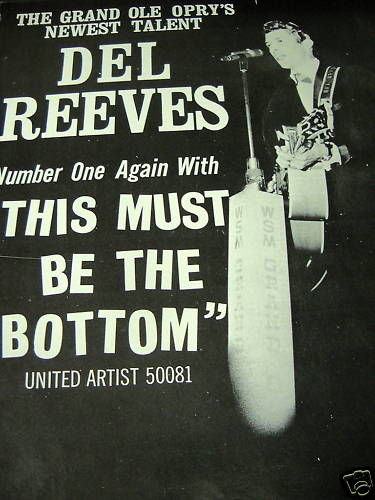 THE GRAND OLE OPRY'S
NEWEST TALENT
DEL
REEVES
Number One Again With
"THIS MUST
BE THE
BOTTOM"
UNITED ARTIST 50081
WSM
WSM